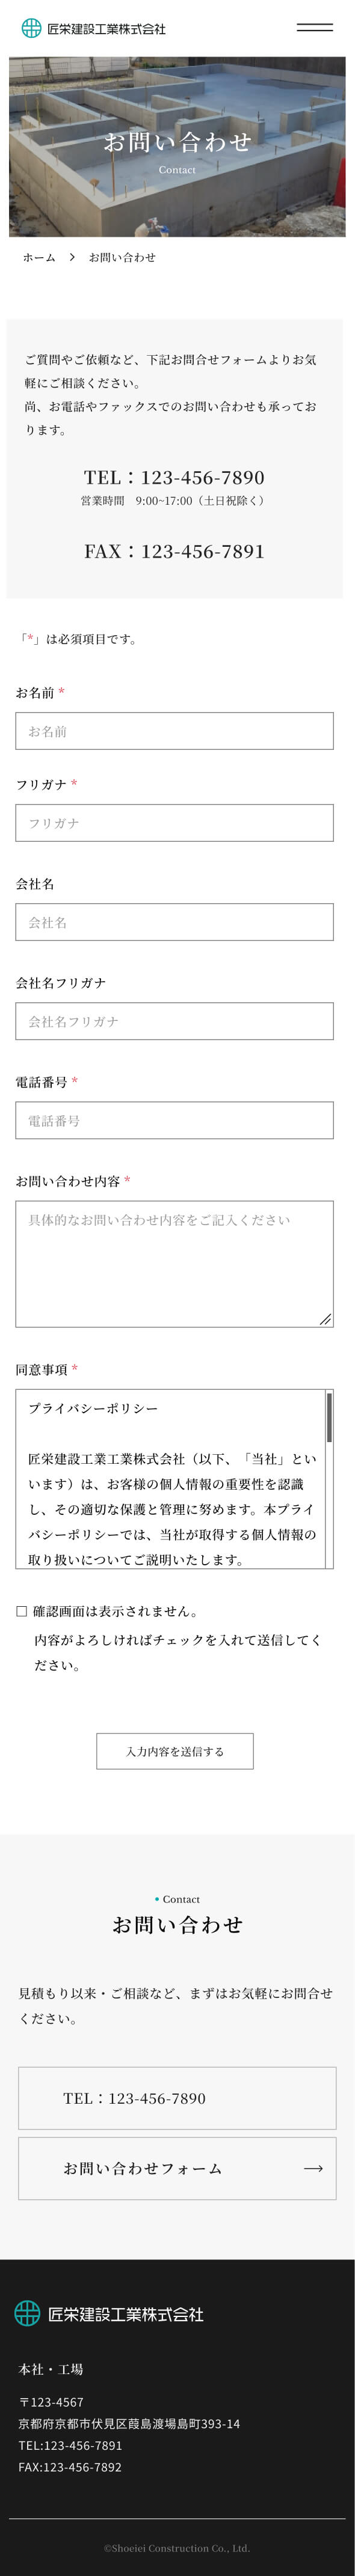 匠栄建設工業株式会社
お問い合わせ
Contact
ホーム > お問い合わせ
ご質問やご依頼など、下記お問合せフォームよりお気
軽にご相談ください。
尚、お電話やファックスでのお問い合わせも承ってお
ります。
TEL：123-456-7890
営業時間　9:00~17:00（土日祝除く）
FAX：123-456-7891
「*」は必須項目です。
お名前 *
お名前
フリガナ *
フリガナ
会社名
会社名
会社名フリガナ
会社名フリガナ
電話番号 *
電話番号
お問い合わせ内容 *
具体的なお問い合わせ内容をご記入ください
同意事項 *
プライバシーポリシー
匠栄建設工業工業株式会社（以下、「当社」とい
います）は、お客様の個人情報の重要性を認識
し、その適切な保護と管理に努めます。本プライ
バシーポリシーでは、当社が取得する個人情報の
取り扱いについてご説明いたします。
確認画面は表示されません。
内容がよろしければチェックを入れて送信してく
ださい。
入力内容を送信する
Contact
お問い合わせ
見積もり以来・ご相談など、まずはお気軽にお問合せ
ください。
TEL：123-456-7890
お問い合わせフォーム
匠栄建設工業株式会社
本社・工場
〒123-4567
京都府京都市伏見区葭島渡場島町393-14
TEL:123-456-7891
FAX:123-456-7892
©Shoeiei Construction Co., Ltd.